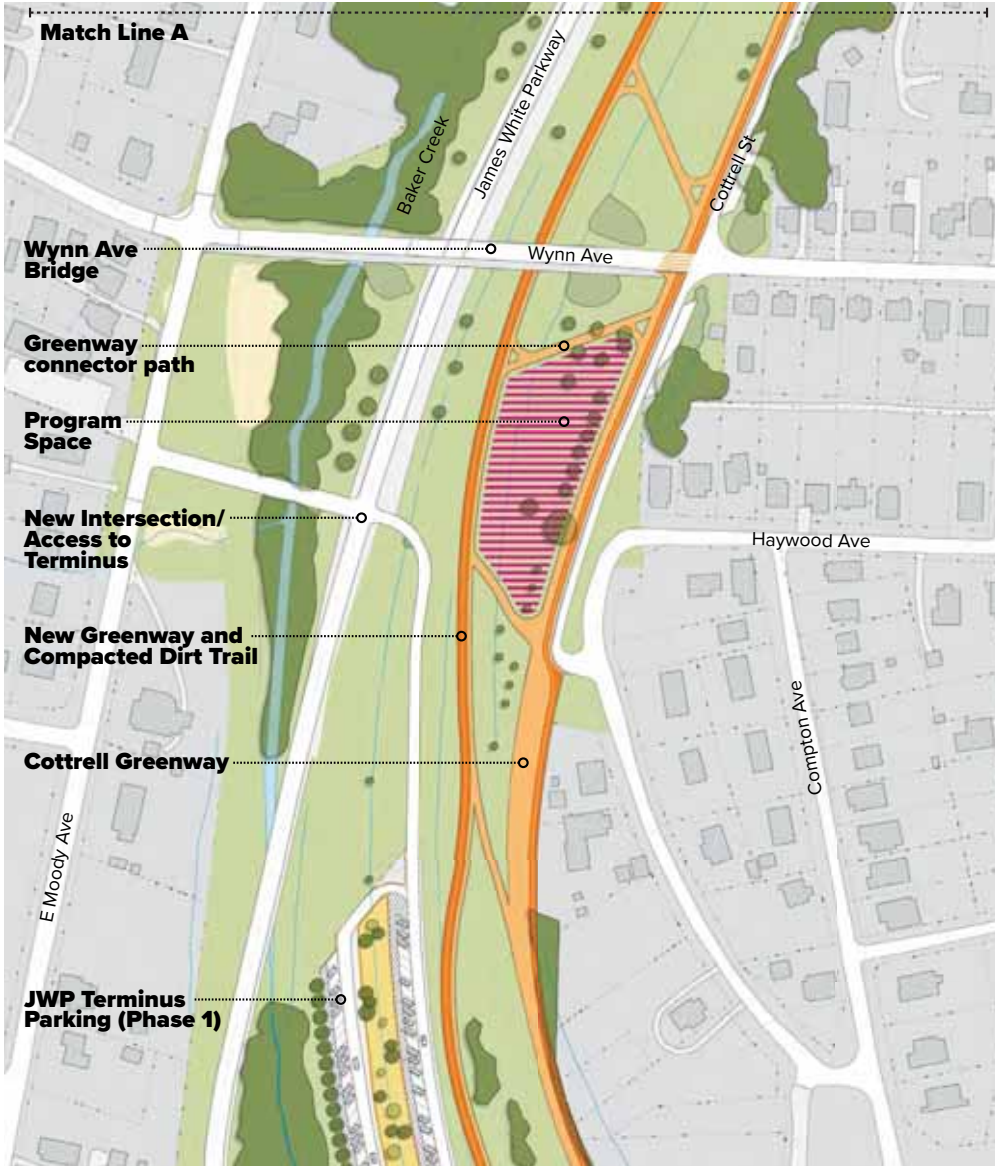 Match Line A
James White Parkway
Baker Creek
Cottrell St
Wynn Ave
Bridge
Wynn Ave
Greenway
connector path
Program
Space
New Intersection/
Access to
Terminus
Haywood Ave
New Greenway and
Compacted Dirt Trail
Compton Ave
Cottrell Greenway
E Moody Ave
JWP Terminus
Parking (Phase 1)